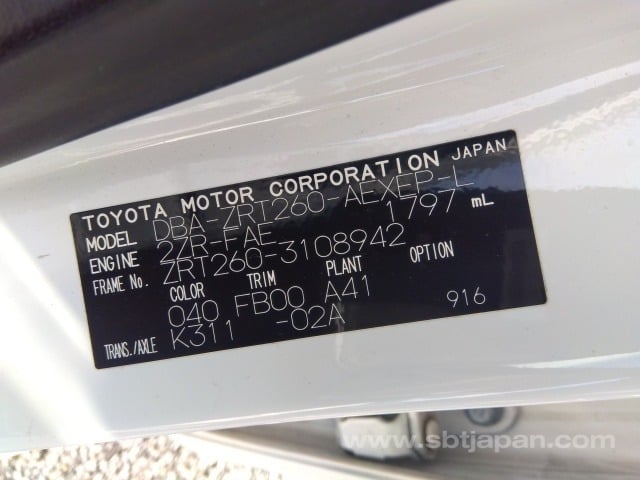 TOYOTA MOTOR CORPORATION JAPAN
MODEL DBA-ZRT260-AEXEP-L
ENGINE 2ZR-FAE 1797 mL
FRAME No. ZRT260-3108942
COLOR TRIM PLANT OPTION
040 FB00 A41
TRANS./AXLE K311 -02A 916
www.sbtjapan.com